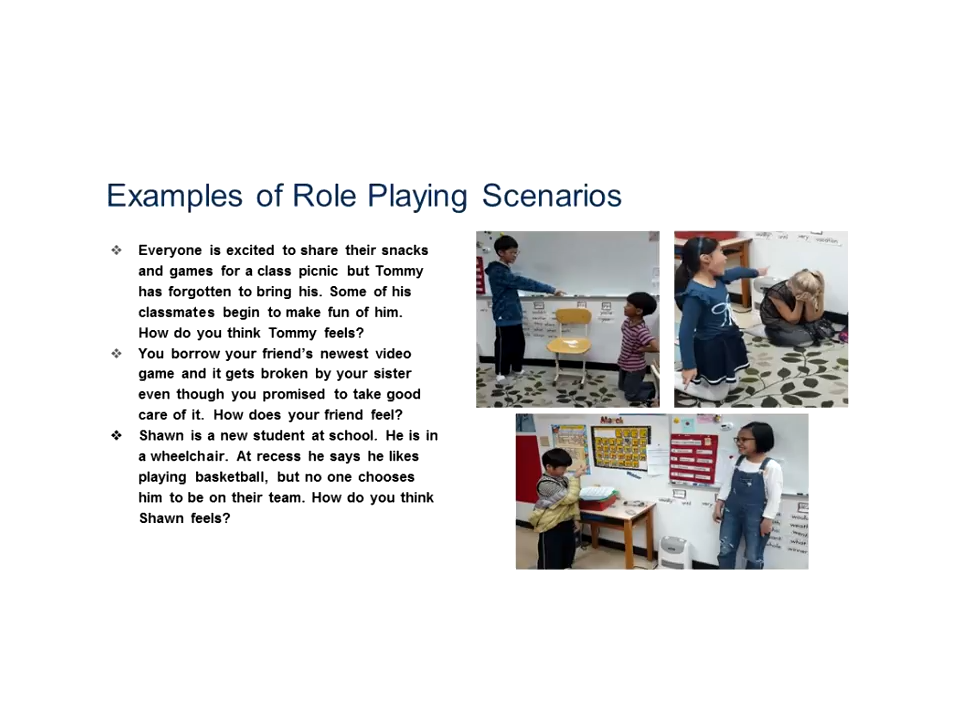 Examples of Role Playing Scenarios
❖ Everyone is excited to share their snacks
and games for a class picnic but Tommy
has forgotten to bring his. Some of his
classmates begin to make fun of him.
How do you think Tommy feels?
❖ You borrow your friend's newest video
game and it gets broken by your sister
even though you promised to take good
care of it. How does your friend feel?
❖ Shawn is a new student at school. He is in
a wheelchair. At recess he says he likes
playing basketball, but no one chooses
him to be on their team. How do you think
Shawn feels?
very
March
very
what